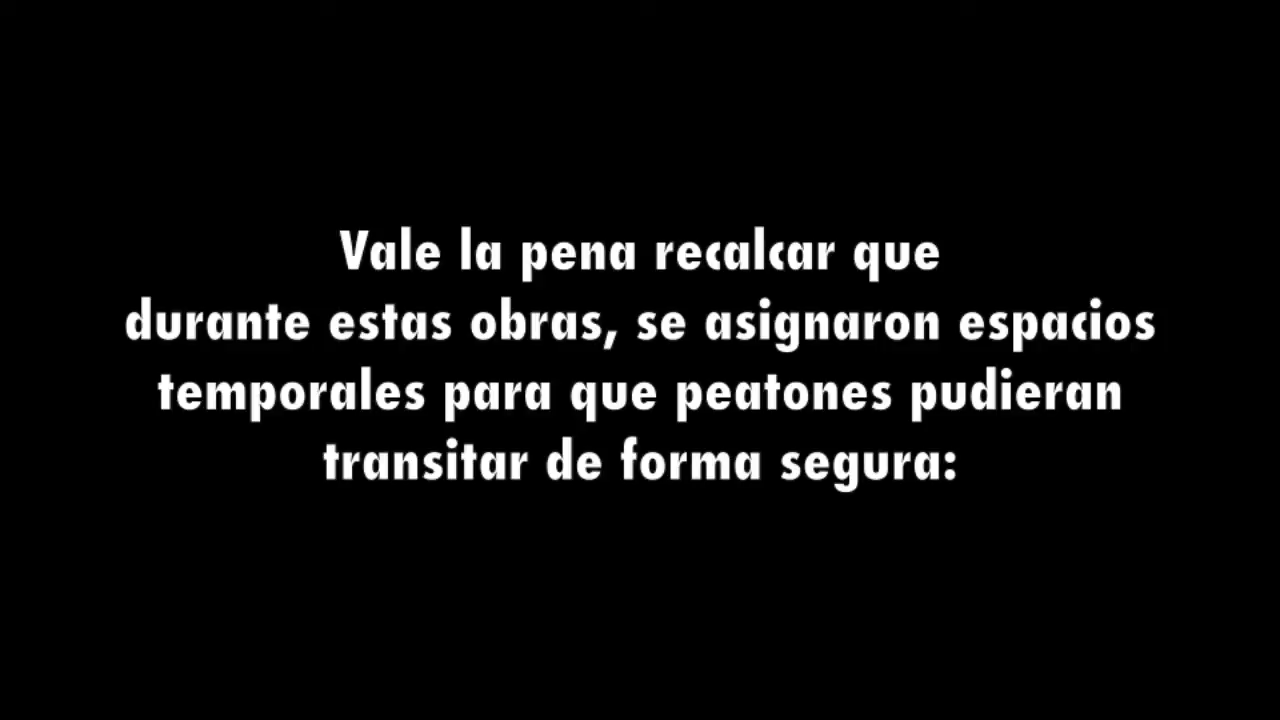 Vale la pena recalcar que
durante estas obras, se asignaron espacios
temporales para que peatones pudieran
transitar de forma segura: